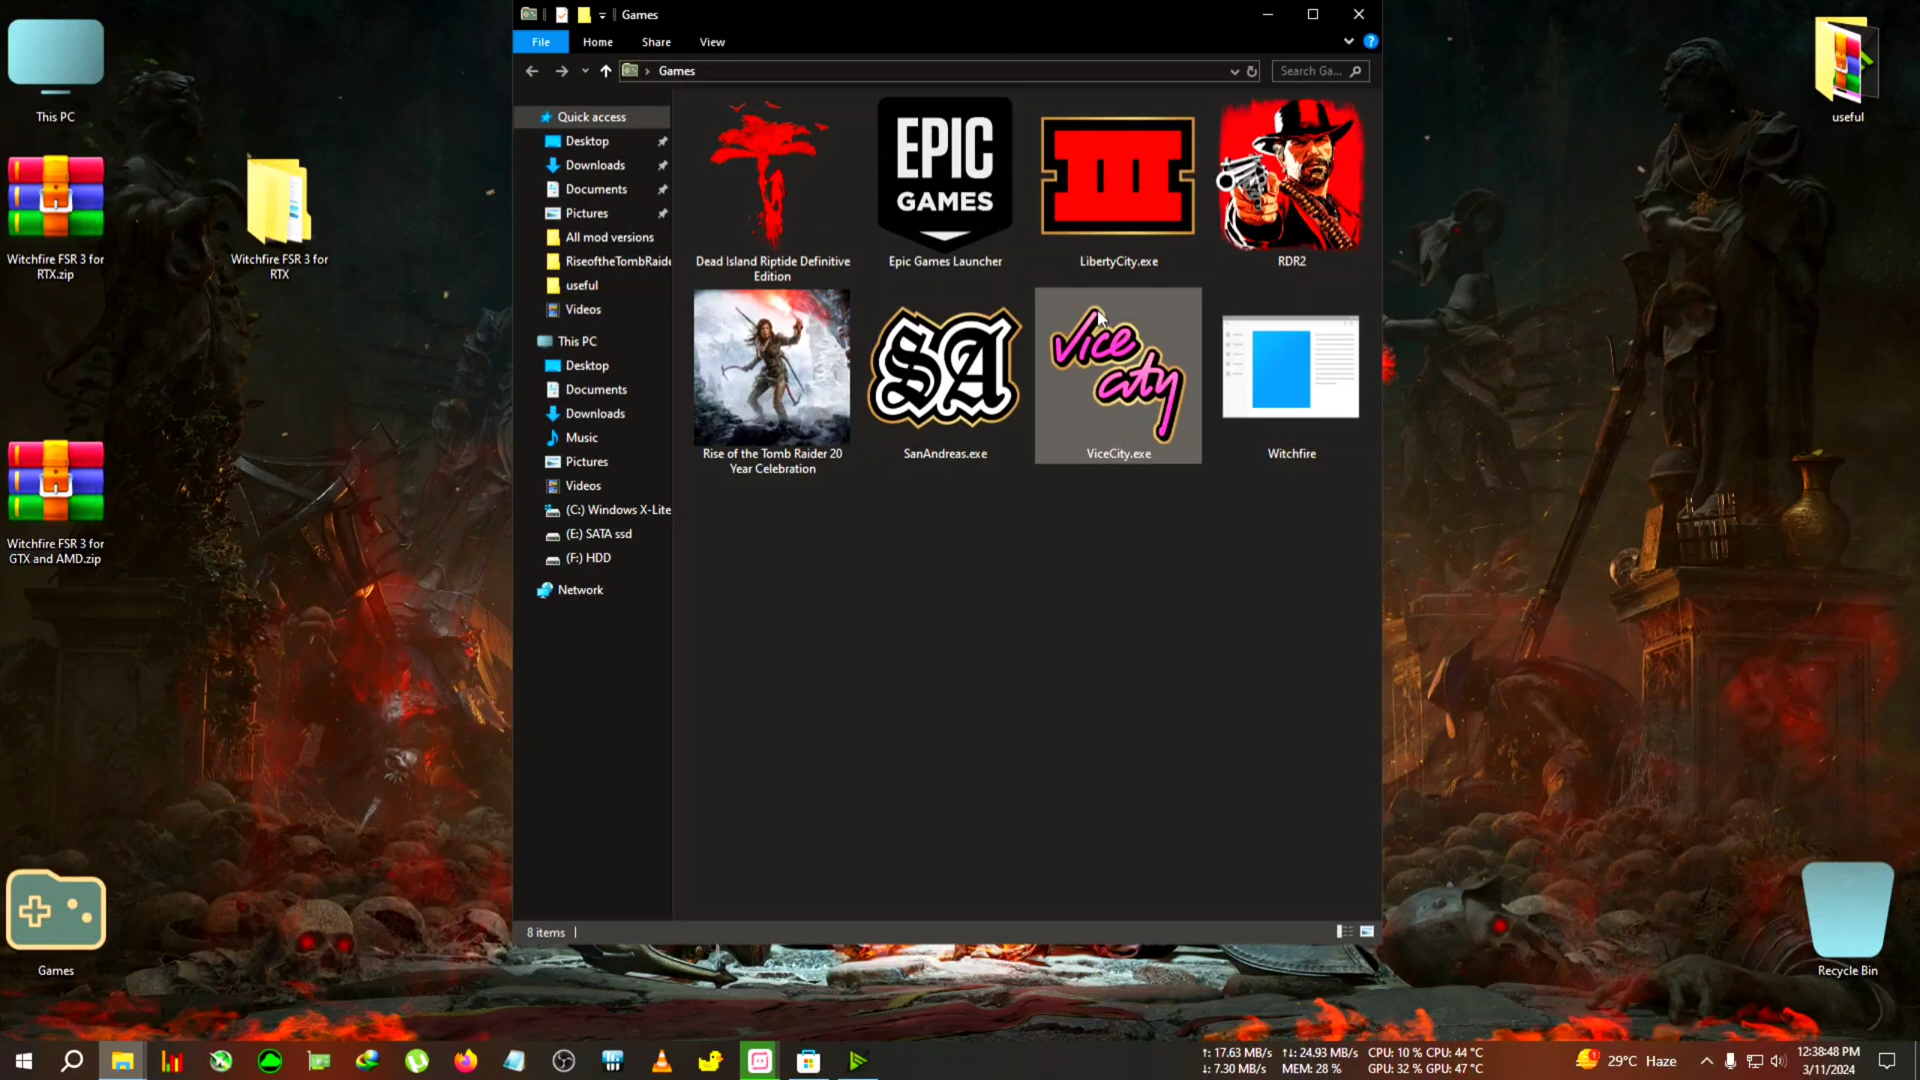 Games
File
Home
Share
View
Games
Search Ga...
This PC
Witchfire FSR 3 for
RTX.zip
Witchfire FSR 3 for
RTX
Witchfire FSR 3 for
GTX and AMD.zip
Games
Quick access
Desktop
Downloads
Documents
Pictures
All mod versions
RiseoftheTombRaide
useful
Videos
This PC
Desktop
Documents
Downloads
Music
Pictures
Videos
(C:) Windows X-Lite
(E:) SATA ssd
(F:) HDD
Network
Dead Island Riptide Definitive
Edition
EPIC
GAMES
Epic Games Launcher
III
LibertyCity.exe
RDR2
Rise of the Tomb Raider 20
Year Celebration
SA
SanAndreas.exe
vice
city
ViceCity.exe
Witchfire
8 items
useful
Recycle Bin
↑: 17.63 MB/s
↓: 7.30 MB/s
↑↓: 24.93 MB/s
MEM: 28 %
CPU: 10 % CPU: 44 °C
GPU: 32 % GPU: 47 °C
29°C Haze
12:38:48 PM
3/11/2024